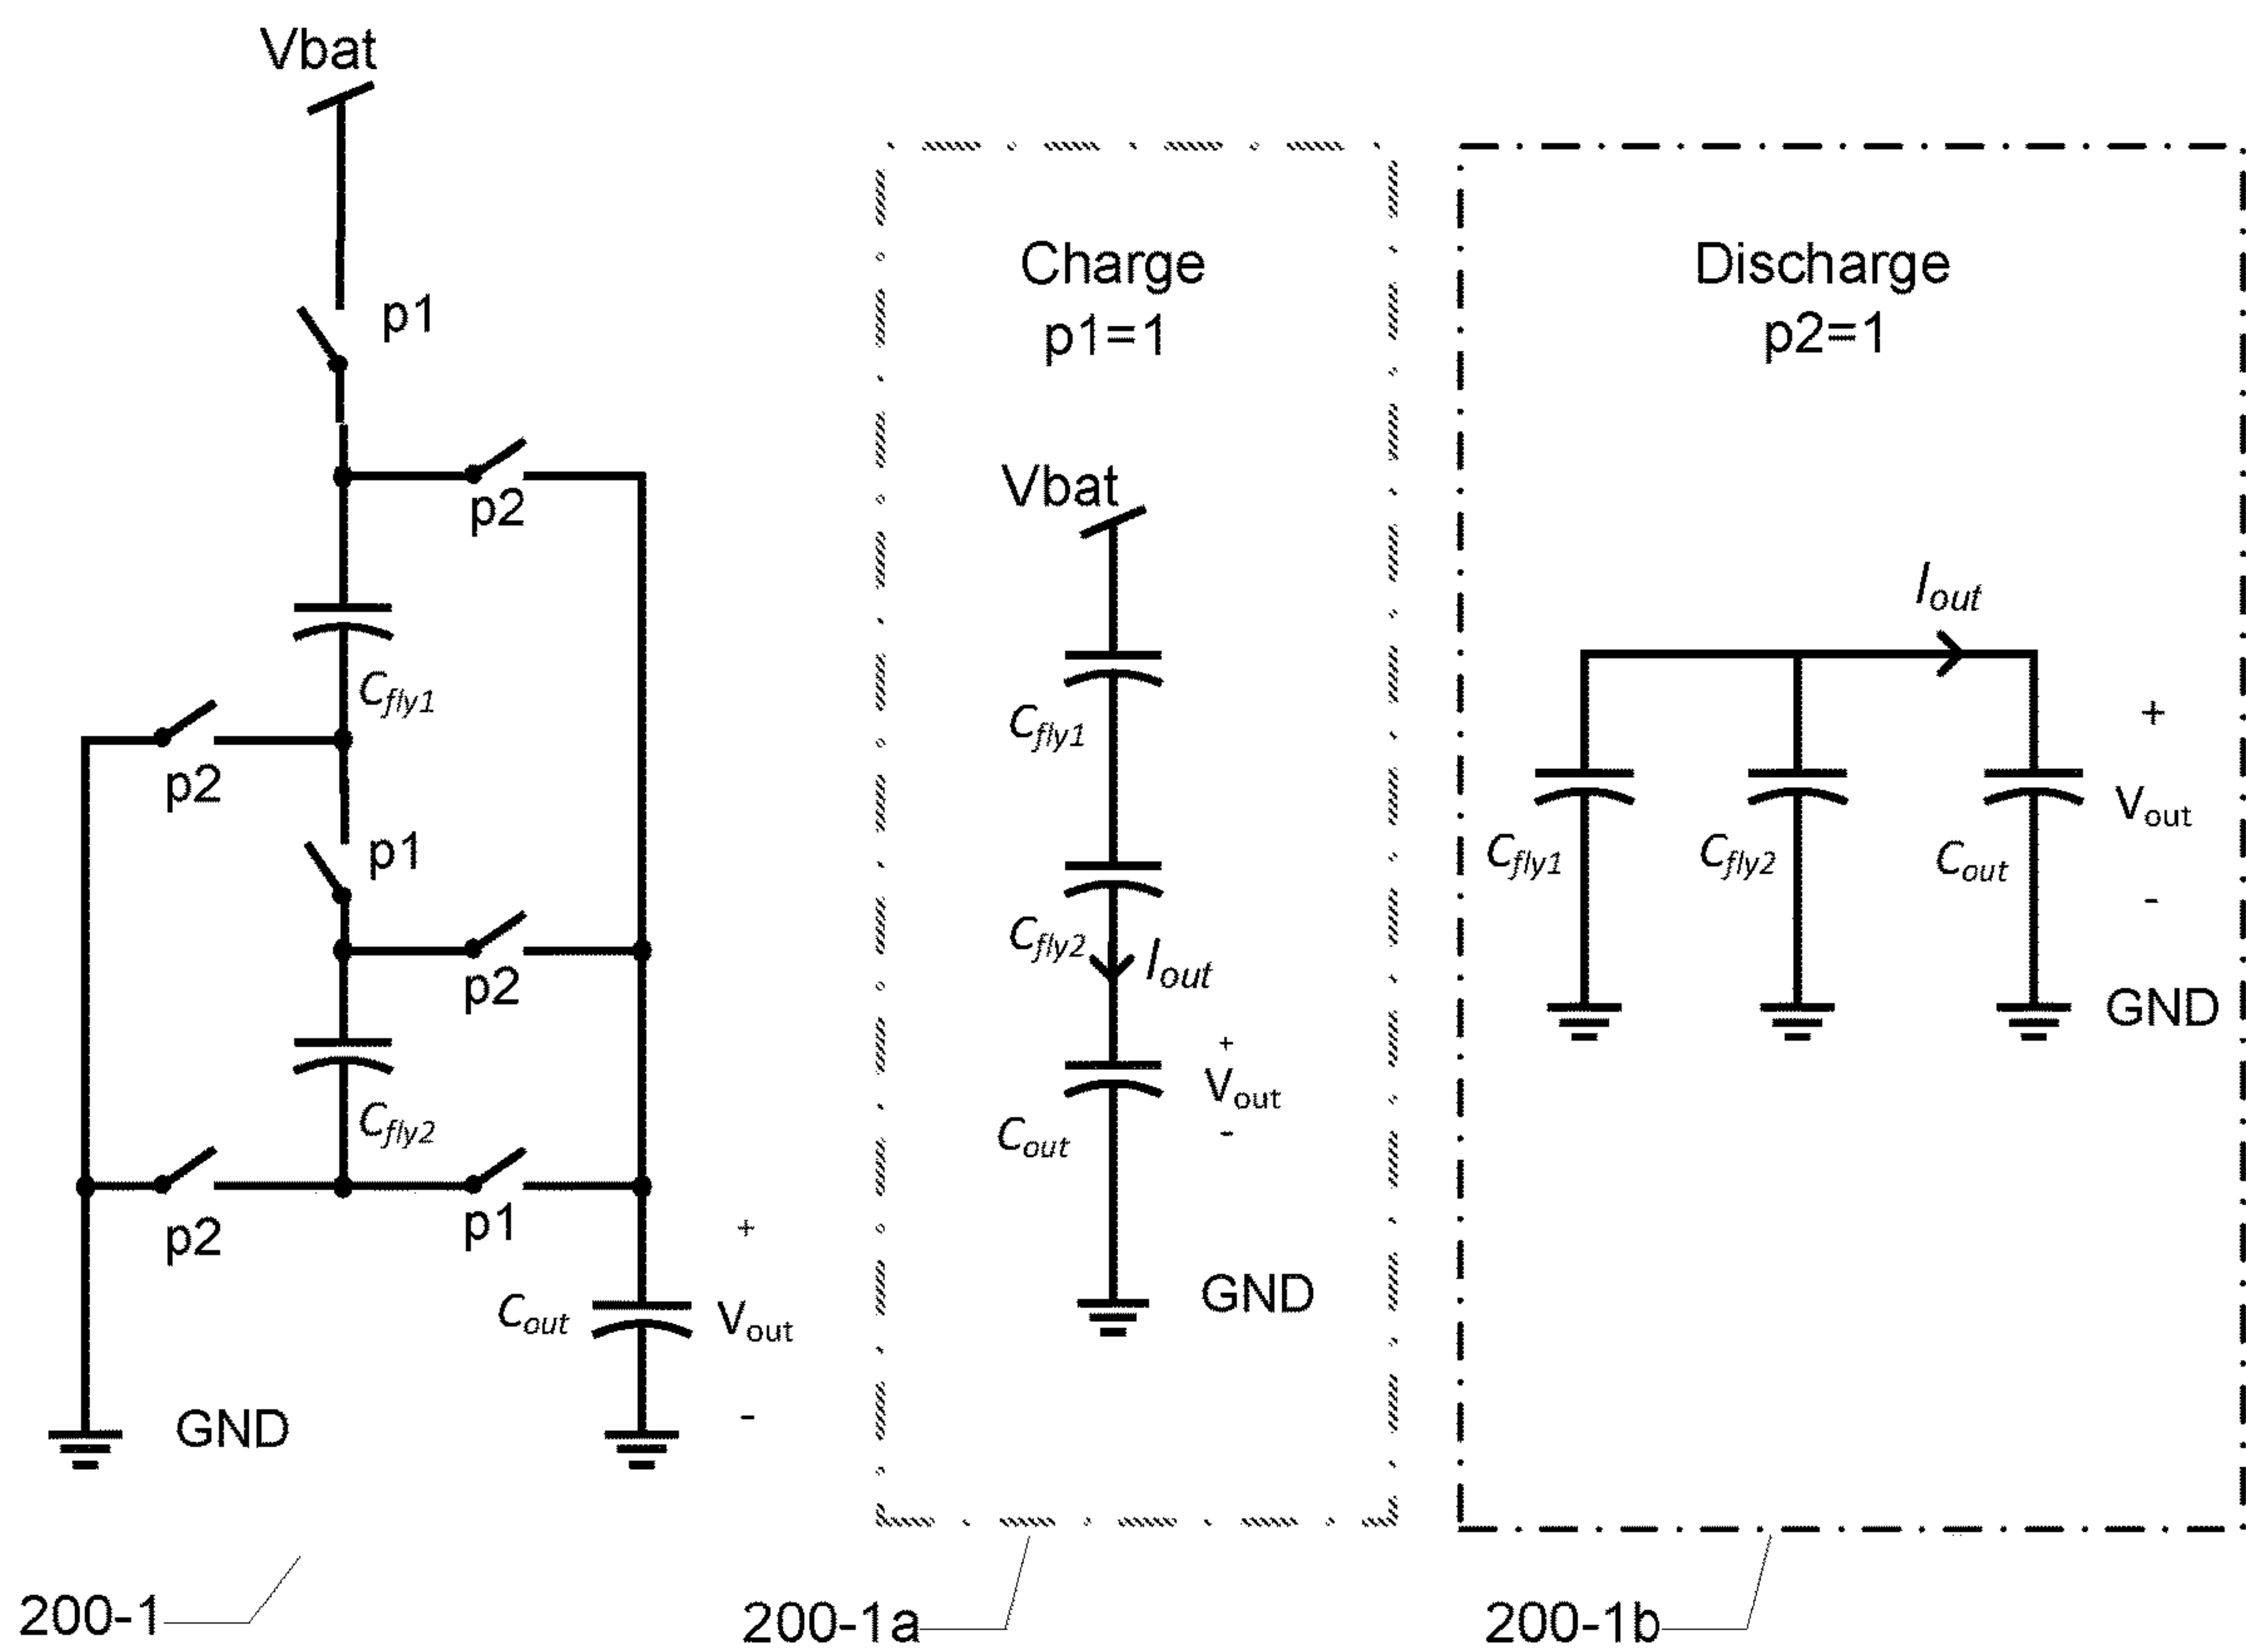 Vbat
p1
p2
Cfly1
p2
p1
p2
Cfly2
p2
p1
+
Cout
Vout
GND
-
200-1
Charge
p1=1
Vbat
Cfly1
Cfly2
Iout
+
Vout
-
Cout
GND
200-1a
Discharge
p2=1
Iout
+
Vout
Cfly1
Cfly2
Cout
-
GND
200-1b